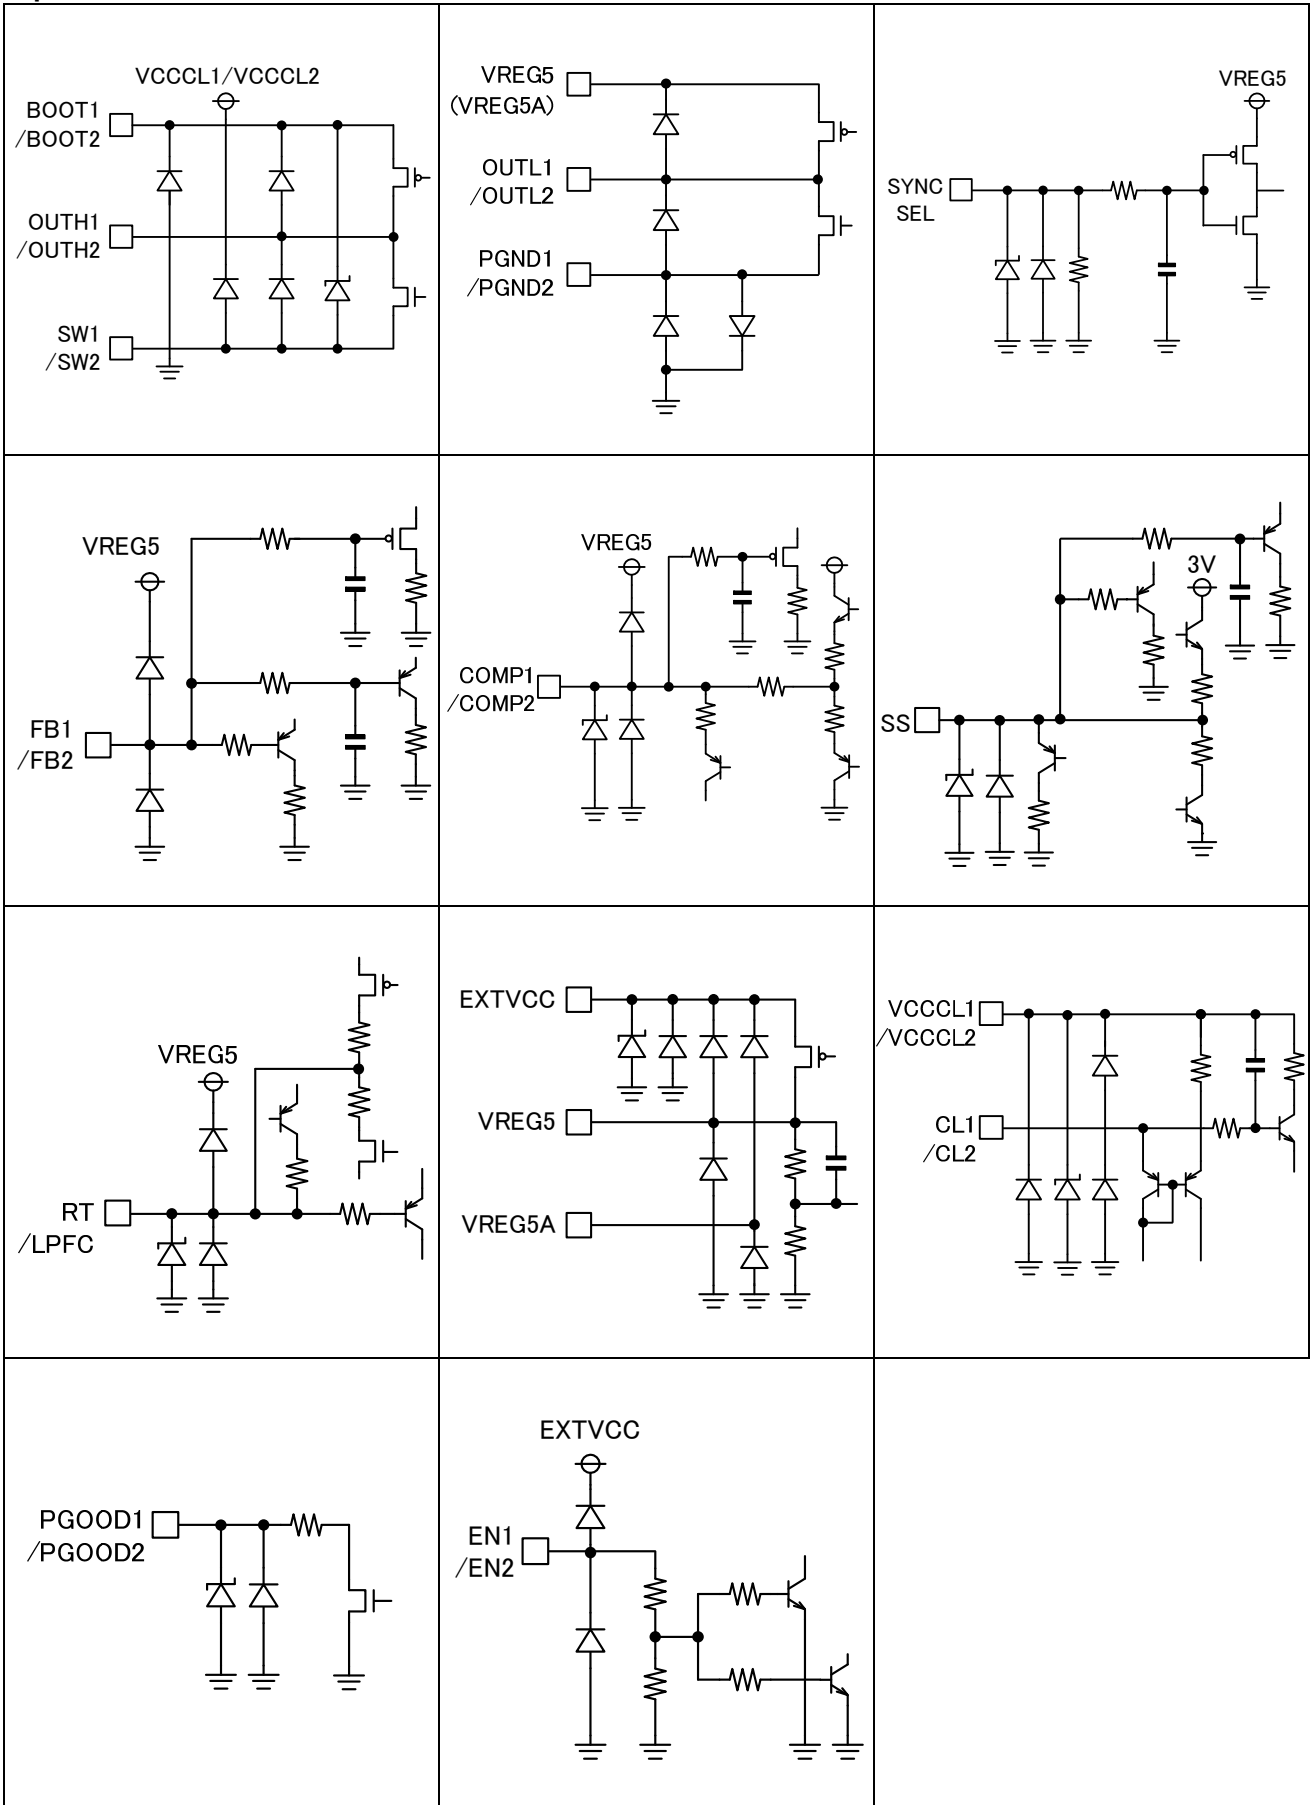 VCCCL1/VCCCL2
BOOT1
/BOOT2
OUTH1
/OUTH2
SW1
/SW2
VREG5
(VREG5A)
OUTL1
/OUTL2
PGND1
/PGND2
VREG5
SYNC
SEL
VREG5
FB1
/FB2
VREG5
COMP1
/COMP2
3V
SS
VREG5
RT
/LPFC
EXTVCC
VREG5
VREG5A
VCCCL1
/VCCCL2
CL1
/CL2
PGOOD1
/PGOOD2
EXTVCC
EN1
/EN2